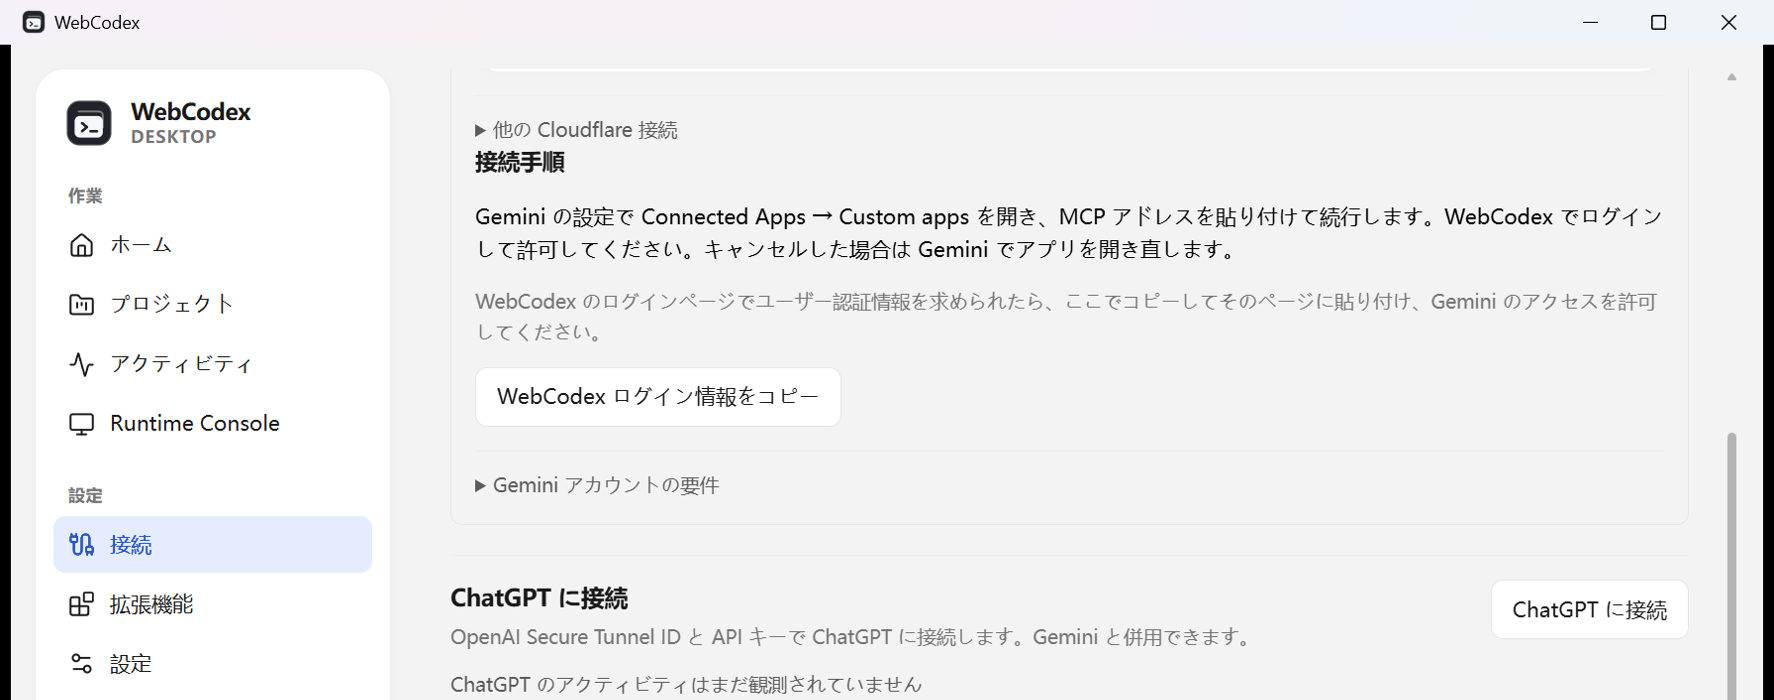 WebCodex
WebCodex
DESKTOP
作業
ホーム
プロジェクト
アクティビティ
Runtime Console
設定
接続
拡張機能
設定
▶ 他の Cloudflare 接続
接続手順
Gemini の設定で Connected Apps → Custom apps を開き、MCP アドレスを貼り付けて続行します。WebCodex でログイン
して許可してください。キャンセルした場合は Gemini でアプリを開き直します。
WebCodex のログインページでユーザー認証情報を求められたら、ここでコピーしてそのページに貼り付け、Gemini のアクセスを許可
してください。
WebCodex ログイン情報をコピー
▶ Gemini アカウントの要件
ChatGPT に接続
ChatGPT に接続
OpenAI Secure Tunnel ID と API キーで ChatGPT に接続します。Gemini と併用できます。
ChatGPT のアクティビティはまだ観測されていません